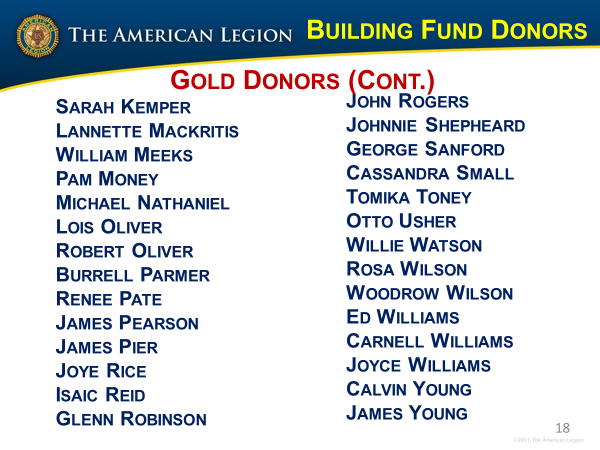 THE AMERICAN LEGION
BUILDING FUND DONORS
GOLD DONORS (CONT.)
SARAH KEMPER
LANNETTE MACKRITIS
WILLIAM MEEKS
PAM MONEY
MICHAEL NATHANIEL
LOIS OLIVER
ROBERT OLIVER
BURRELL PARMER
RENEE PATE
JAMES PEARSON
JAMES PIER
JOYE RICE
ISAIC REID
GLENN ROBINSON
JOHN ROGERS
JOHNNIE SHEPHEARD
GEORGE SANFORD
CASSANDRA SMALL
TOMIKA TONEY
OTTO USHER
WILLIE WATSON
ROSA WILSON
WOODROW WILSON
ED WILLIAMS
CARNELL WILLIAMS
JOYCE WILLIAMS
CALVIN YOUNG
JAMES YOUNG
18
©2011, The American Legion